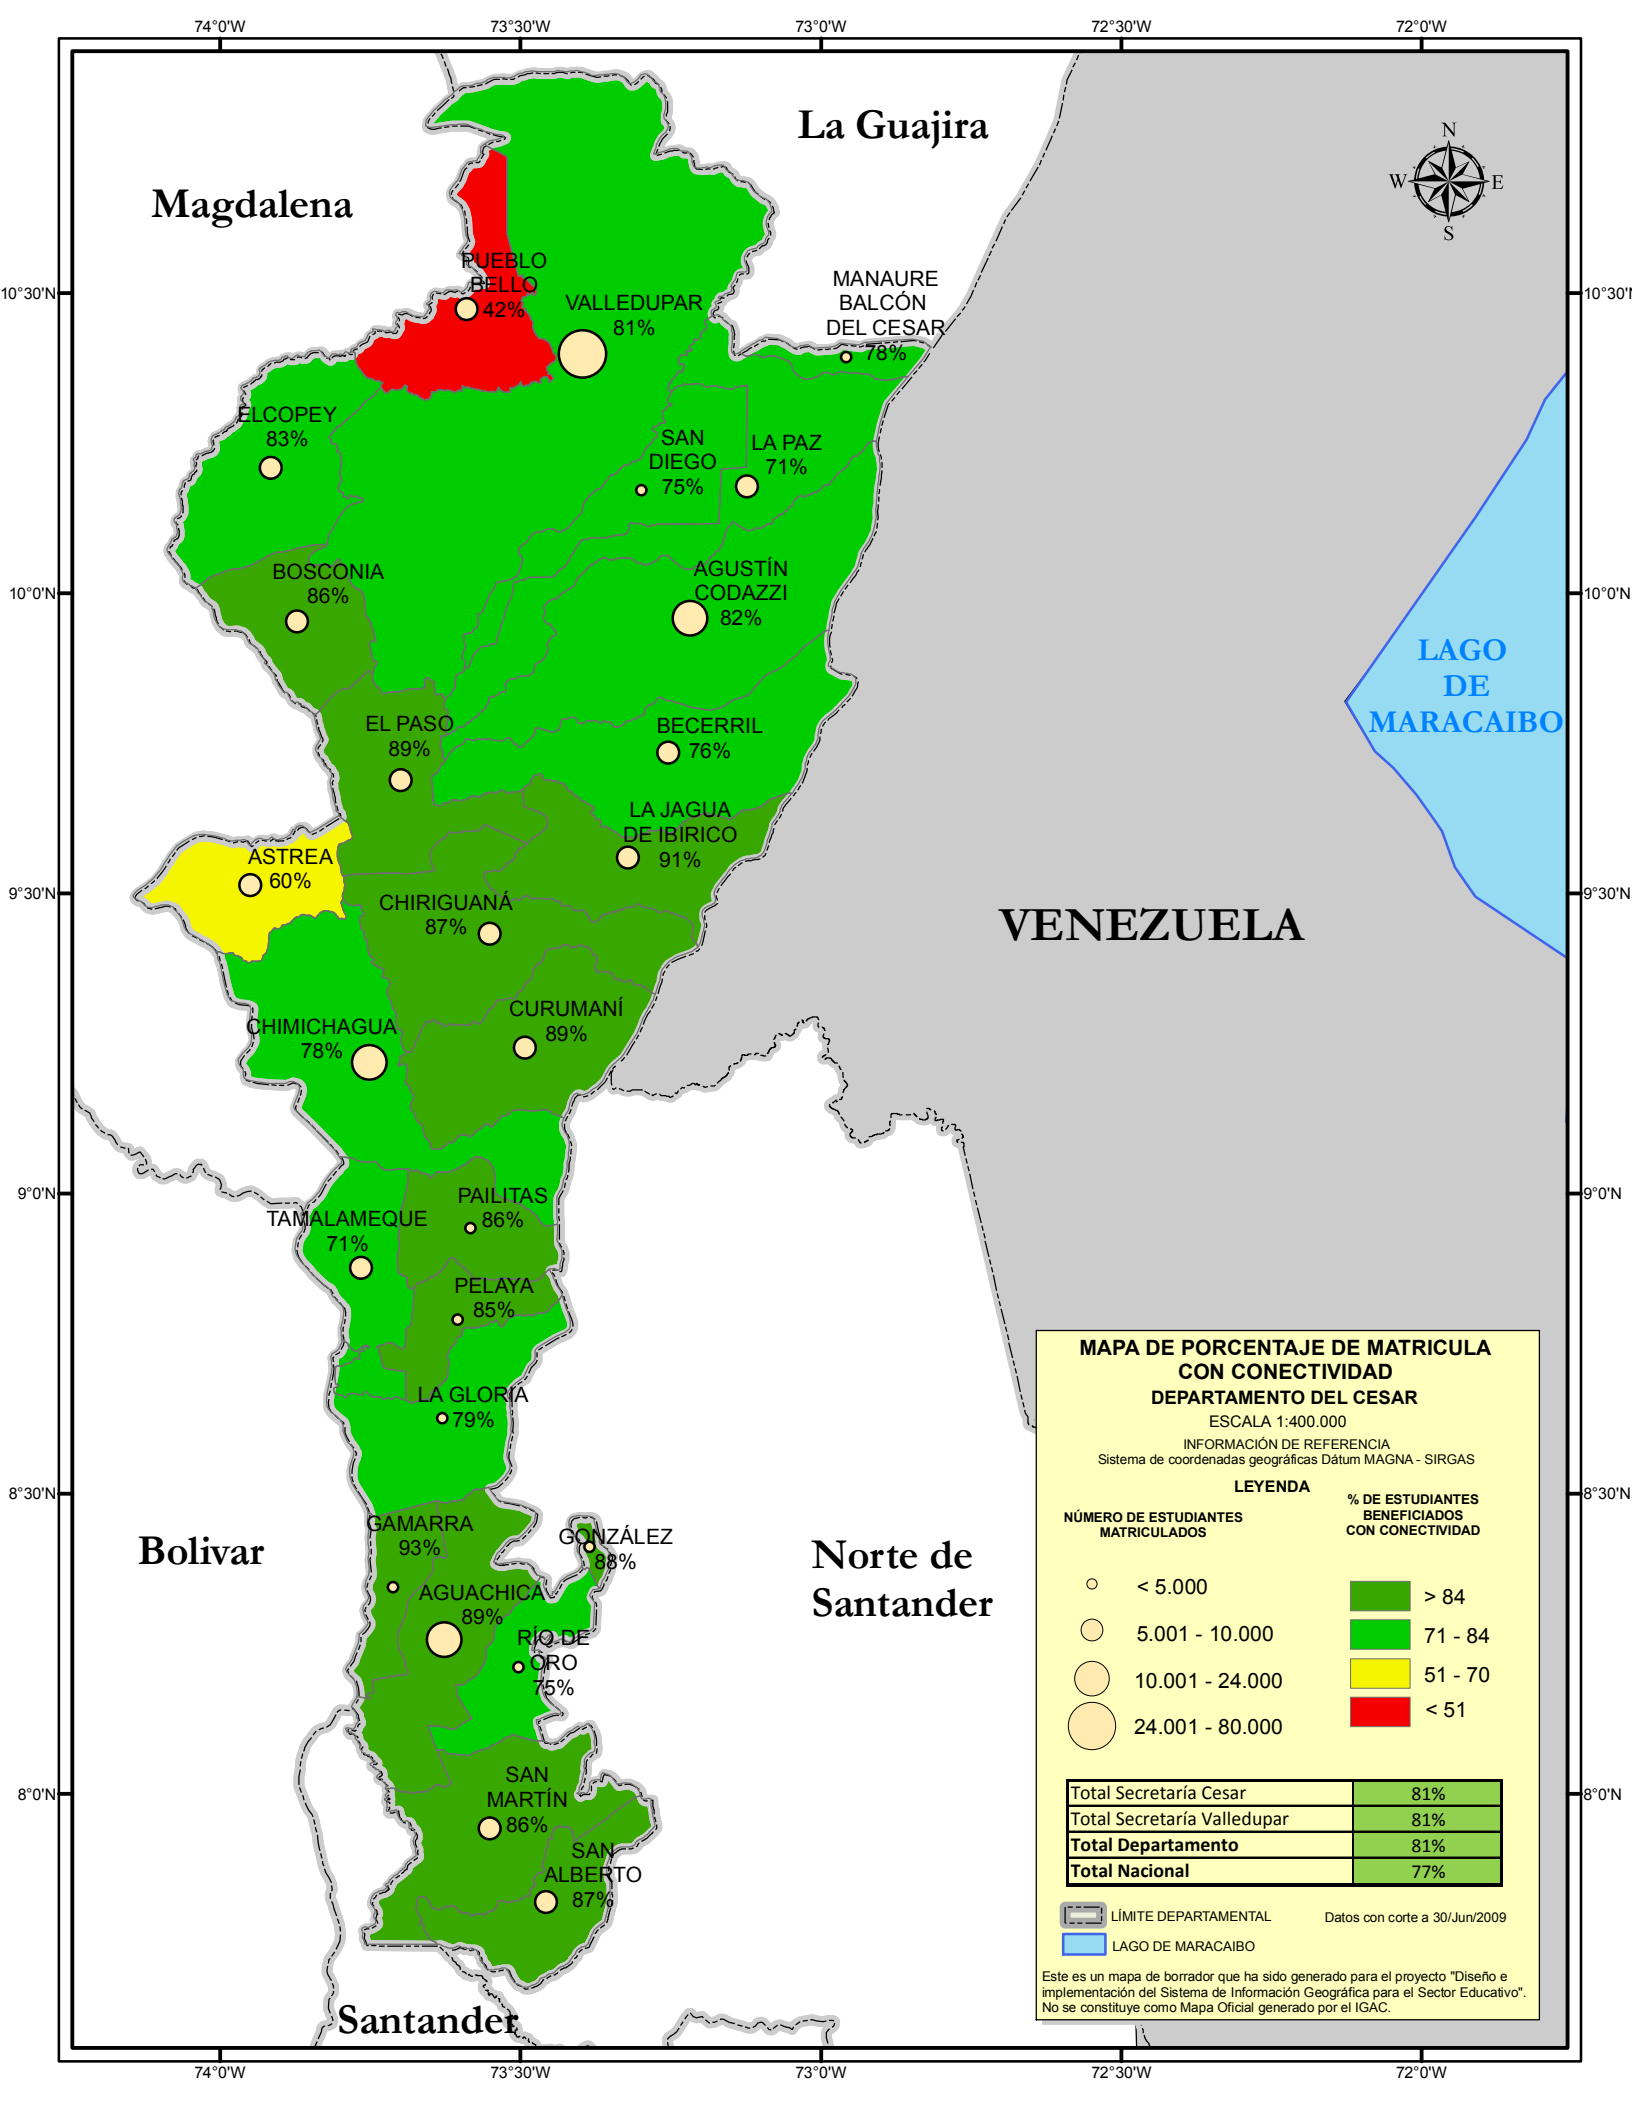 74°0'W
73°30'W
73°0'W
72°30'W
72°0'W
La Guajira
Magdalena
N
W
E
S
PUEBLO
BELLO
42%
VALLEDUPAR
81%
MANAURE
BALCÓN
DEL CESAR
78%
10°30'N
10°30'N
ELCOPEY
83%
SAN
DIEGO
75%
LA PAZ
71%
BOSCONIA
86%
AGUSTÍN
CODAZZI
82%
10°0'N
10°0'N
LAGO
DE
MARACAIBO
EL PASO
89%
BECERRIL
76%
LA JAGUA
DE IBIRICO
91%
ASTREA
60%
9°30'N
9°30'N
CHIRIGUANÁ
87%
VENEZUELA
CURUMANÍ
89%
CHIMICHAGUA
78%
9°0'N
9°0'N
PAILITAS
86%
TAMALAMEQUE
71%
PELAYA
85%
LA GLORIA
79%
8°30'N
8°30'N
GAMARRA
93%
GONZÁLEZ
88%
Bolivar
Norte de
Santander
AGUACHICA
89%
RÍO DE
ORO
75%
SAN
MARTÍN
86%
8°0'N
8°0'N
SAN
ALBERTO
87%
Santander
MAPA DE PORCENTAJE DE MATRICULA
CON CONECTIVIDAD
DEPARTAMENTO DEL CESAR
ESCALA 1:400.000
INFORMACIÓN DE REFERENCIA
Sistema de coordenadas geográficas Dátum MAGNA - SIRGAS
LEYENDA
NÚMERO DE ESTUDIANTES
MATRICULADOS
< 5.000
5.001 - 10.000
10.001 - 24.000
24.001 - 80.000
% DE ESTUDIANTES
BENEFICIADOS
CON CONECTIVIDAD
> 84
71 - 84
51 - 70
< 51
Total Secretaría Cesar 81%
Total Secretaría Valledupar 81%
Total Departamento 81%
Total Nacional 77%
LÍMITE DEPARTAMENTAL
Datos con corte a 30/Jun/2009
LAGO DE MARACAIBO
Este es un mapa de borrador que ha sido generado para el proyecto "Diseño e
implementación del Sistema de Información Geográfica para el Sector Educativo".
No se constituye como Mapa Oficial generado por el IGAC.
74°0'W
73°30'W
73°0'W
72°30'W
72°0'W